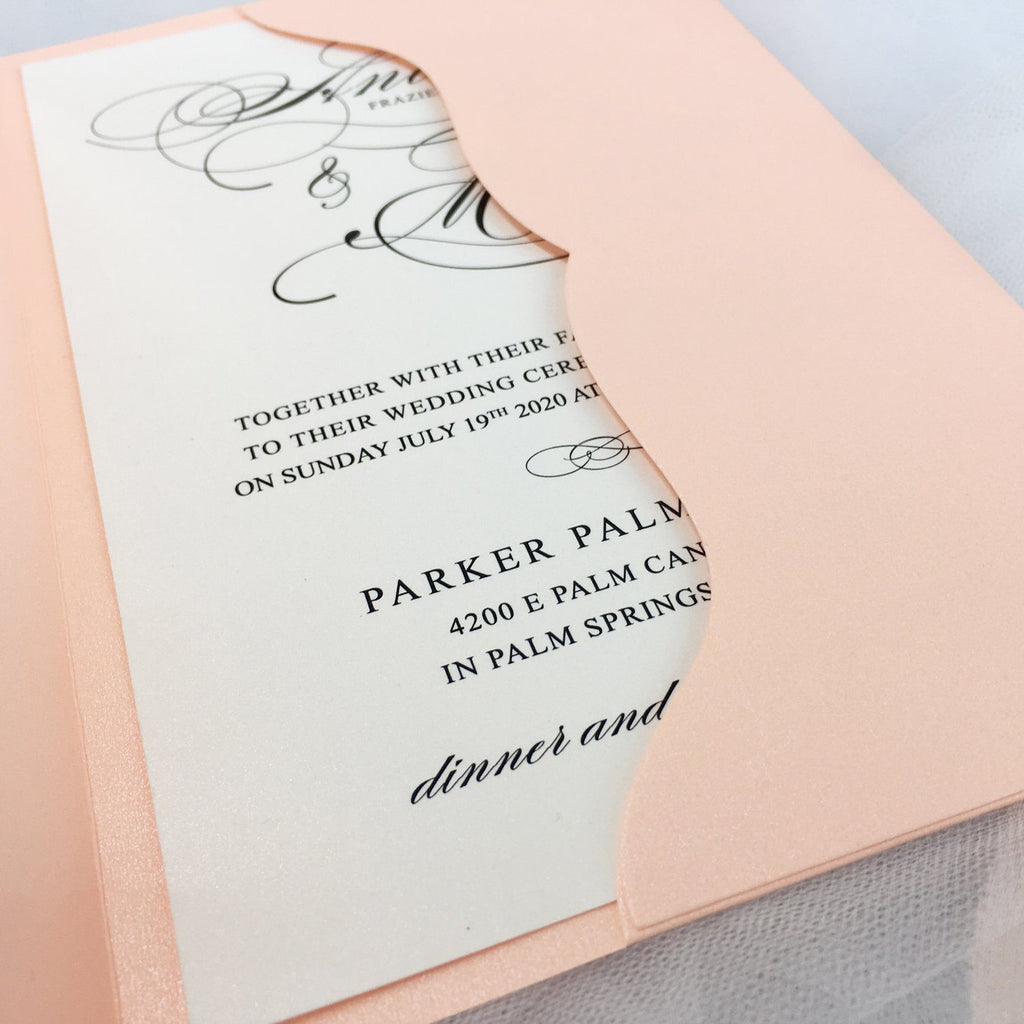 Ani
FRAZIE
&
M
TOGETHER WITH THEIR FA
TO THEIR WEDDING CERE
ON SUNDAY JULY 19TH 2020 AT
PARKER PALM
4200 E PALM CAN
IN PALM SPRINGS
dinner and